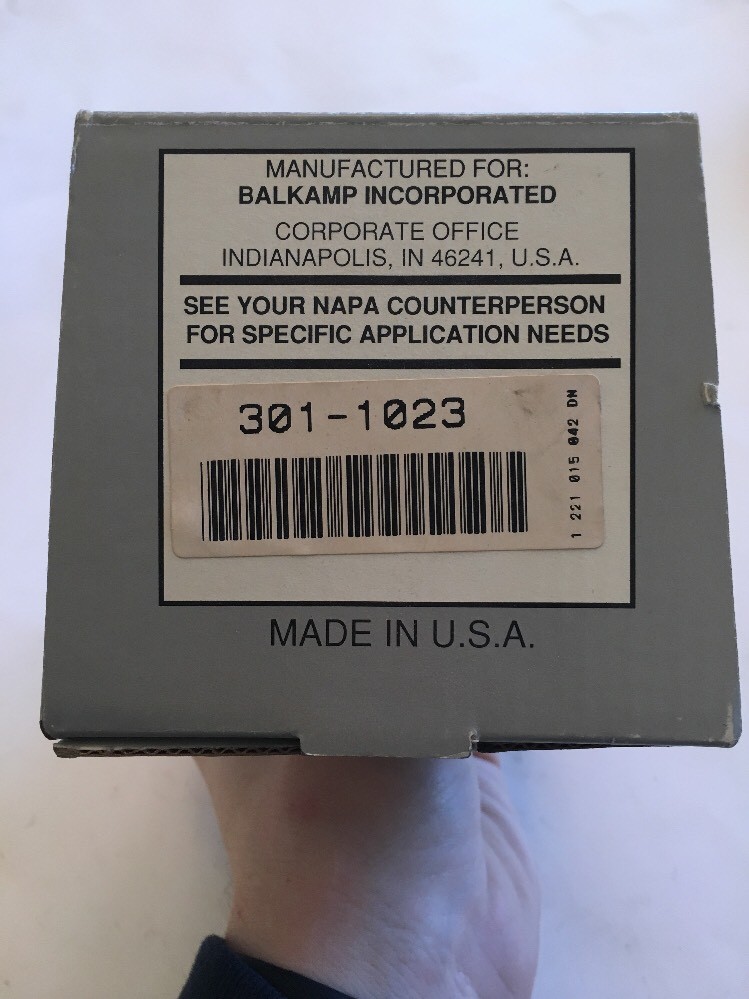 MANUFACTURED FOR:
BALKAMP INCORPORATED
CORPORATE OFFICE
INDIANAPOLIS, IN 46241, U.S.A.
SEE YOUR NAPA COUNTERPERSON
FOR SPECIFIC APPLICATION NEEDS
301-1023
1 221 015 042 DN
MADE IN U.S.A.